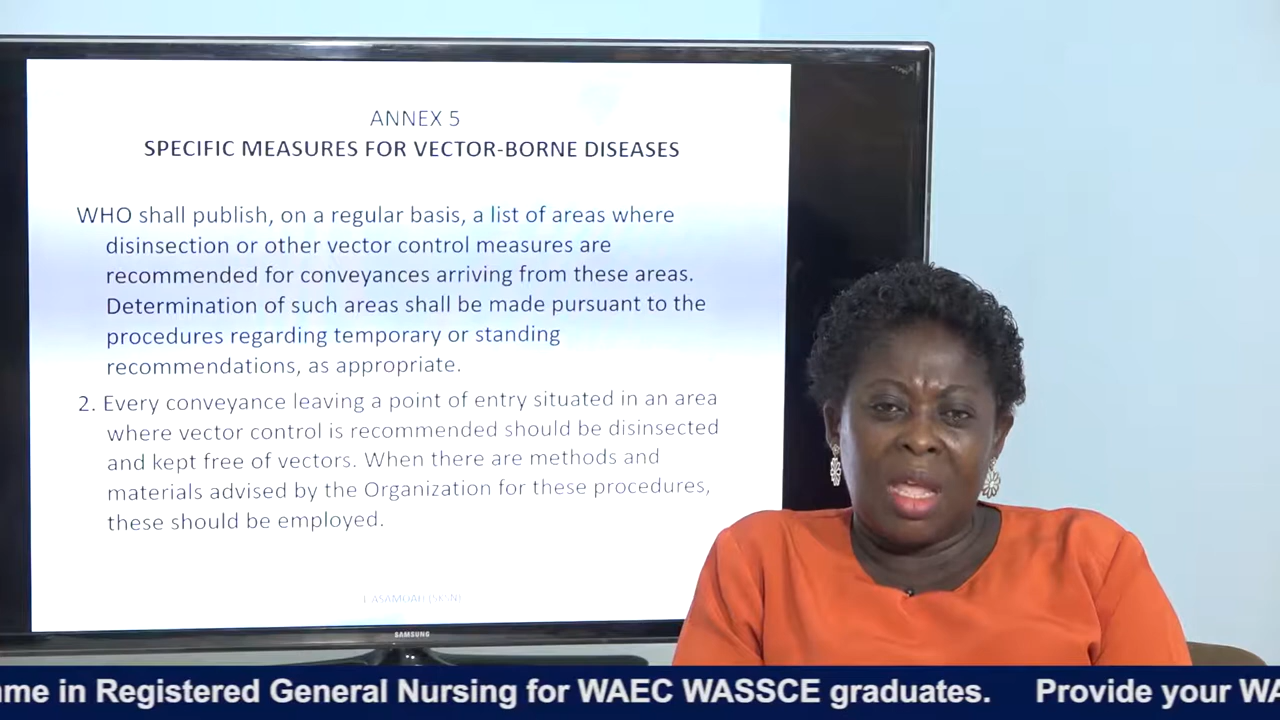 ANNEX 5
SPECIFIC MEASURES FOR VECTOR-BORNE DISEASES
WHO shall publish, on a regular basis, a list of areas where
disinsection or other vector control measures are
recommended for conveyances arriving from these areas.
Determination of such areas shall be made pursuant to the
procedures regarding temporary or standing
recommendations, as appropriate.
2. Every conveyance leaving a point of entry situated in an area
where vector control is recommended should be disinsected
and kept free of vectors. When there are methods and
materials advised by the Organization for these procedures,
these should be employed.
ASAMOAH (SKSN)
SAMSUNG
me in Registered General Nursing for WAEC WASSCE graduates. Provide your WA